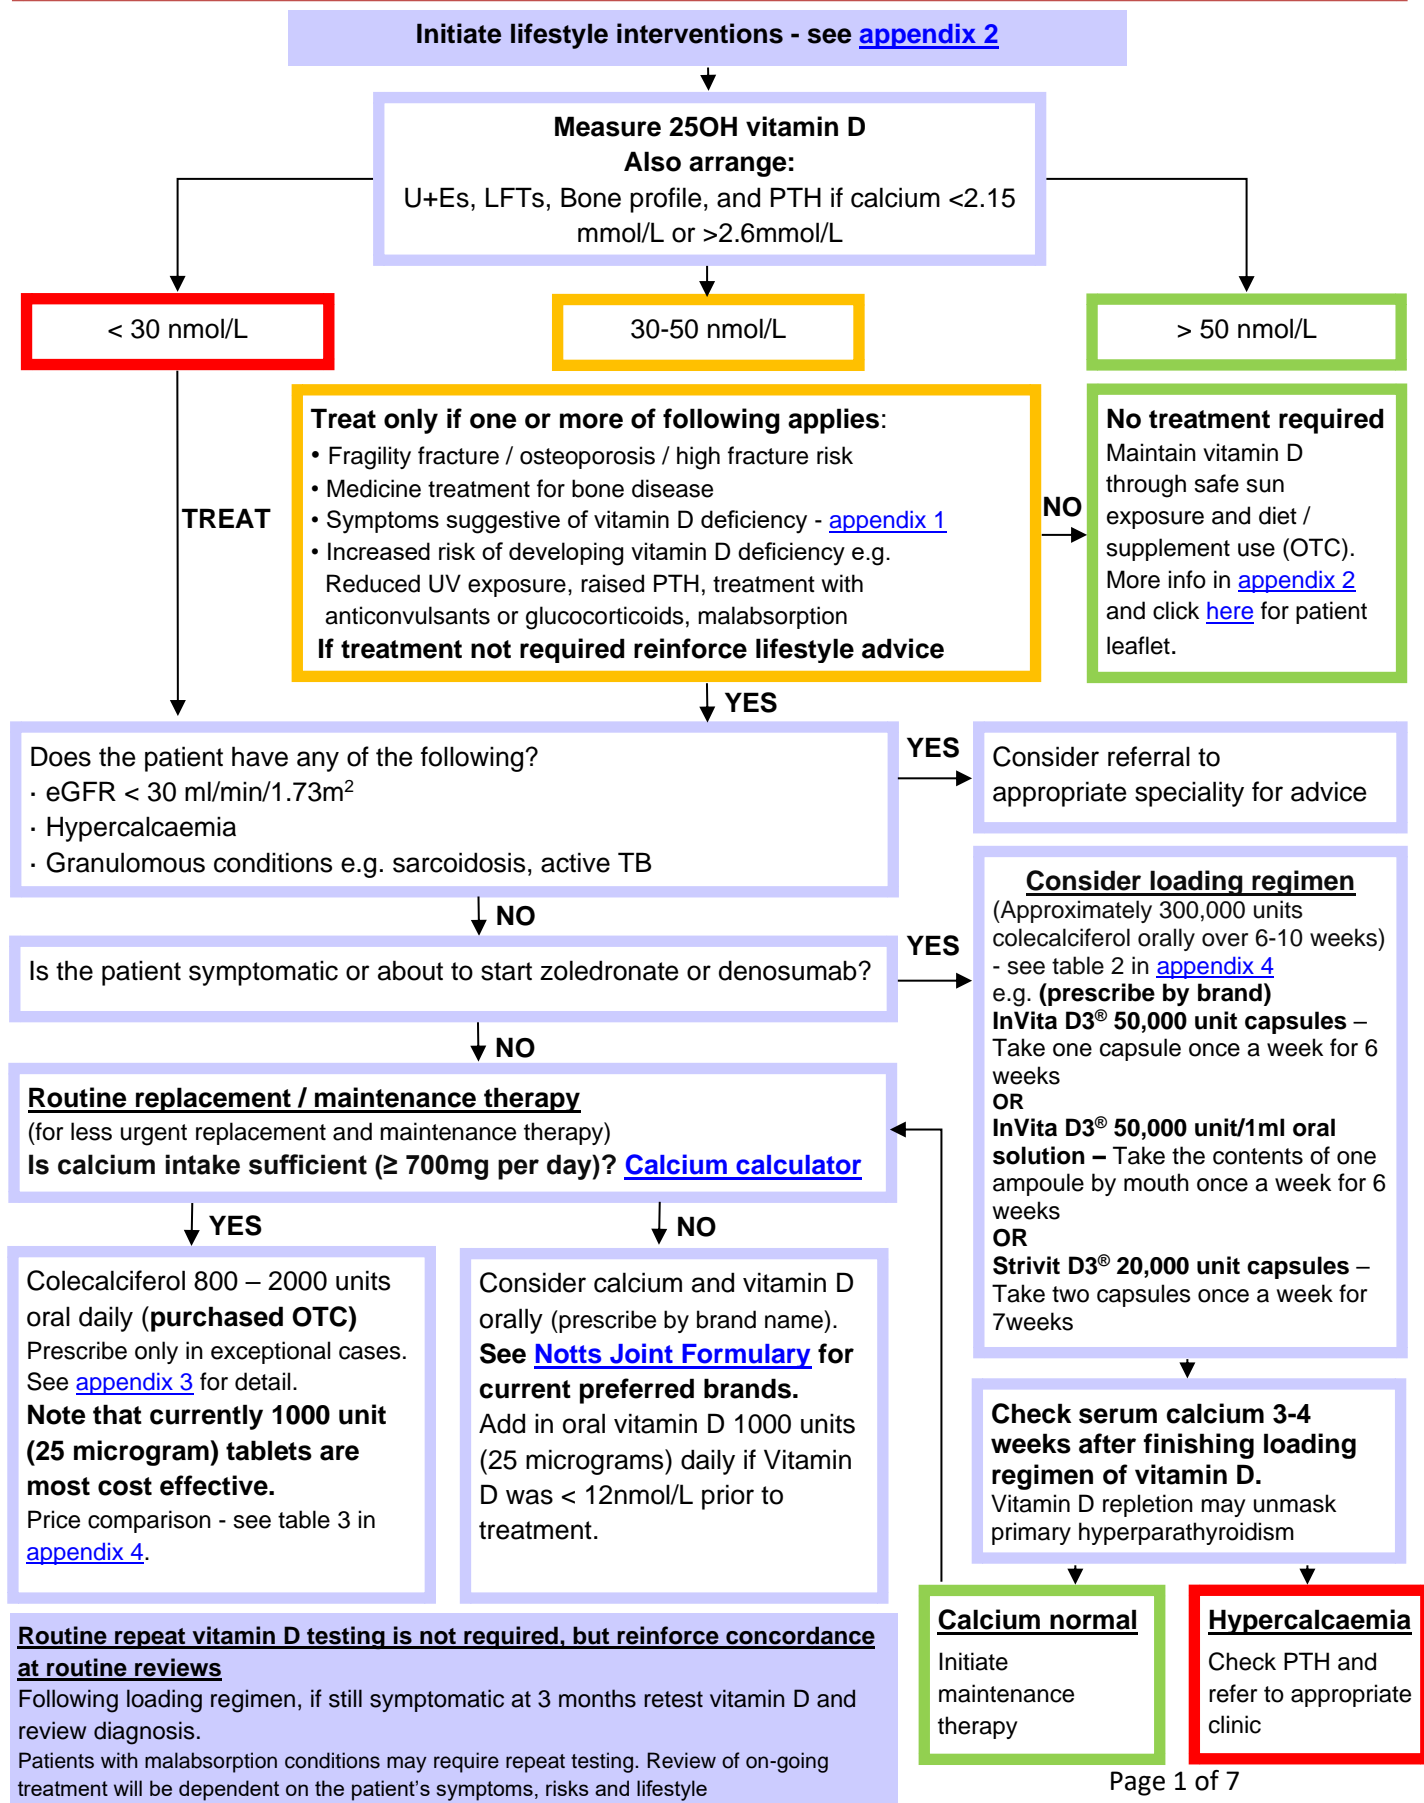 Initiate lifestyle interventions - see appendix 2
Measure 25OH vitamin D
Also arrange:
U+Es, LFTs, Bone profile, and PTH if calcium <2.15
mmol/L or >2.6mmol/L
< 30 nmol/L
30-50 nmol/L
> 50 nmol/L
TREAT
Treat only if one or more of following applies:
• Fragility fracture / osteoporosis / high fracture risk
• Medicine treatment for bone disease
• Symptoms suggestive of vitamin D deficiency - appendix 1
• Increased risk of developing vitamin D deficiency e.g.
Reduced UV exposure, raised PTH, treatment with
anticonvulsants or glucocorticoids, malabsorption
If treatment not required reinforce lifestyle advice
NO
No treatment required
Maintain vitamin D
through safe sun
exposure and diet /
supplement use (OTC).
More info in appendix 2
and click here for patient
leaflet.
YES
Does the patient have any of the following?
· eGFR < 30 ml/min/1.73m²
· Hypercalcaemia
· Granulomous conditions e.g. sarcoidosis, active TB
YES
Consider referral to
appropriate speciality for advice
NO
Is the patient symptomatic or about to start zoledronate or denosumab?
YES
Consider loading regimen
(Approximately 300,000 units
colecalciferol orally over 6-10 weeks)
- see table 2 in appendix 4
e.g. (prescribe by brand)
InVita D3® 50,000 unit capsules –
Take one capsule once a week for 6
weeks
OR
InVita D3® 50,000 unit/1ml oral
solution – Take the contents of one
ampoule by mouth once a week for 6
weeks
OR
Strivit D3® 20,000 unit capsules –
Take two capsules once a week for
7weeks
NO
Routine replacement / maintenance therapy
(for less urgent replacement and maintenance therapy)
Is calcium intake sufficient (≥ 700mg per day)? Calcium calculator
YES
NO
Colecalciferol 800 – 2000 units
oral daily (purchased OTC)
Prescribe only in exceptional cases.
See appendix 3 for detail.
Note that currently 1000 unit
(25 microgram) tablets are
most cost effective.
Price comparison - see table 3 in
appendix 4.
Consider calcium and vitamin D
orally (prescribe by brand name).
See Notts Joint Formulary for
current preferred brands.
Add in oral vitamin D 1000 units
(25 micrograms) daily if Vitamin
D was < 12nmol/L prior to
treatment.
Check serum calcium 3-4
weeks after finishing loading
regimen of vitamin D.
Vitamin D repletion may unmask
primary hyperparathyroidism
Calcium normal
Initiate
maintenance
therapy
Hypercalcaemia
Check PTH and
refer to appropriate
clinic
Routine repeat vitamin D testing is not required, but reinforce concordance
at routine reviews
Following loading regimen, if still symptomatic at 3 months retest vitamin D and
review diagnosis.
Patients with malabsorption conditions may require repeat testing. Review of on-going
treatment will be dependent on the patient's symptoms, risks and lifestyle
Page 1 of 7